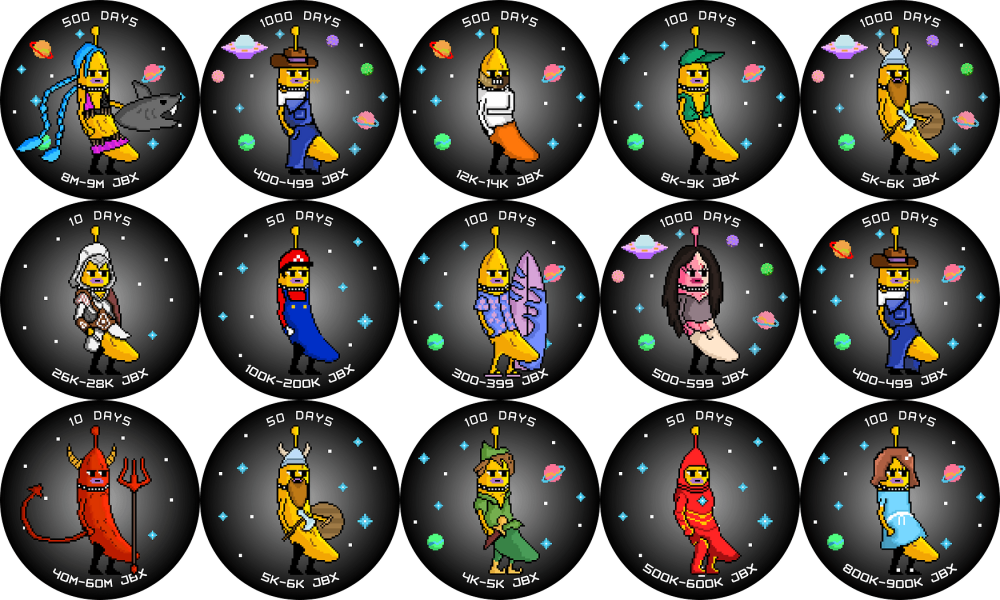 500 DAYS
8M-9M JBX
1000 DAYS
400-499 JBX
500 DAYS
12K-14K JBX
100 DAYS
8K-9K JBX
1000 DAYS
5K-6K JBX
10 DAYS
26K-28K JBX
50 DAYS
100K-200K JBX
100 DAYS
300-399 JBX
1000 DAYS
500-599 JBX
500 DAYS
400-499 JBX
10 DAYS
40M-60M JBX
50 DAYS
5K-6K JBX
100 DAYS
4K-5K JBX
50 DAYS
500K-600K JBX
100 DAYS
800K-900K JBX